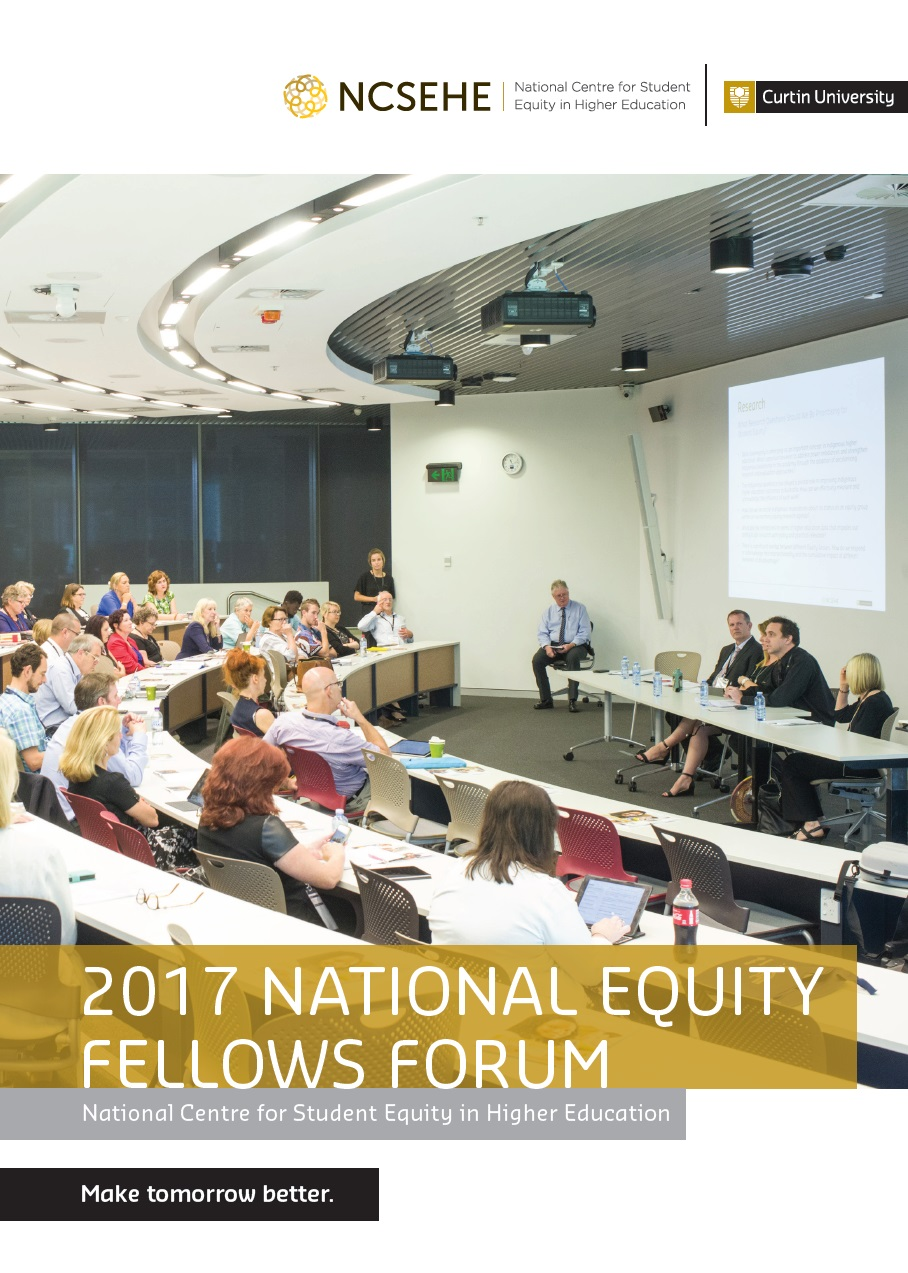 NCSEHE
National Centre for Student
Equity in Higher Education
Curtin University
Research
2017 NATIONAL EQUITY
FELLOWS FORUM
National Centre for Student Equity in Higher Education
Make tomorrow better.